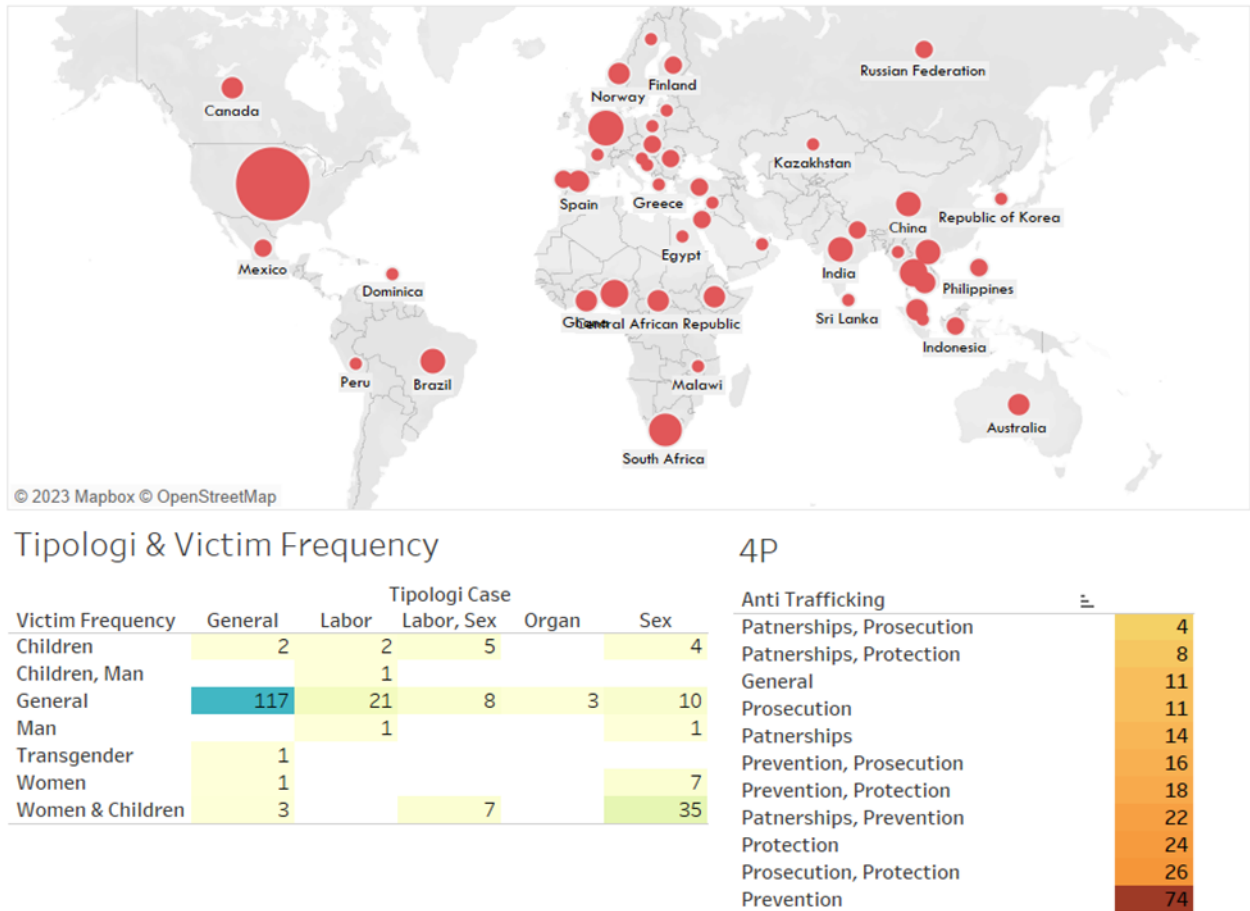 Russian Federation
Finland
Norway
Canada
Kazakhstan
Spain
Greece
Republic of Korea
China
Egypt
Mexico
India
Dominica
Philippines
Sri Lanka
Ghana Central African Republic
Indonesia
Peru
Brazil
Malawi
Australia
South Africa
© 2023 Mapbox © OpenStreetMap
Tipologi & Victim Frequency
Tipologi Case
Victim Frequency General Labor Labor, Sex Organ Sex
Children 2 2 5 4
Children, Man 1
General 117 21 8 3 10
Man 1 1
Transgender 1
Women 1 7
Women & Children 3 7 35
4P
Anti Trafficking
Patnerships, Prosecution 4
Patnerships, Protection 8
General 11
Prosecution 11
Patnerships 14
Prevention, Prosecution 16
Prevention, Protection 18
Patnerships, Prevention 22
Protection 24
Prosecution, Protection 26
Prevention 74